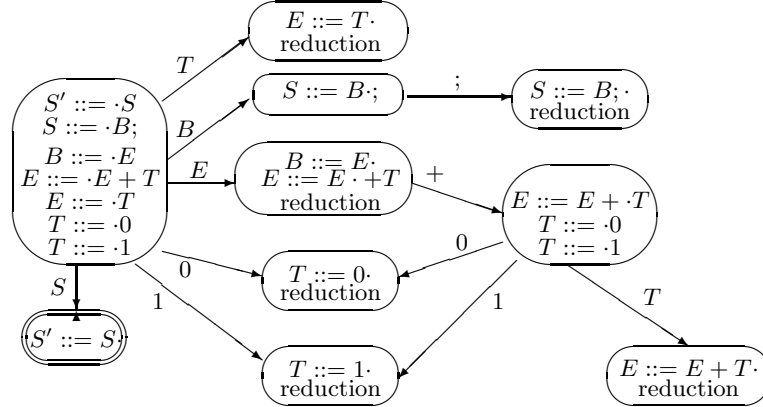 E ::= T·
reduction
T
S' ::= ·S
S ::= ·B;
B ::= ·E
E ::= ·E + T
E ::= ·T
T ::= ·0
T ::= ·1
B
S ::= B·;
;
S ::= B; ·
reduction
E
B ::= E·
E ::= E · +T
reduction
+
E ::= E + ·T
T ::= ·0
T ::= ·1
0
T ::= 0·
reduction
0
S
S' ::= S·
1
T ::= 1·
reduction
1
T
E ::= E + T·
reduction